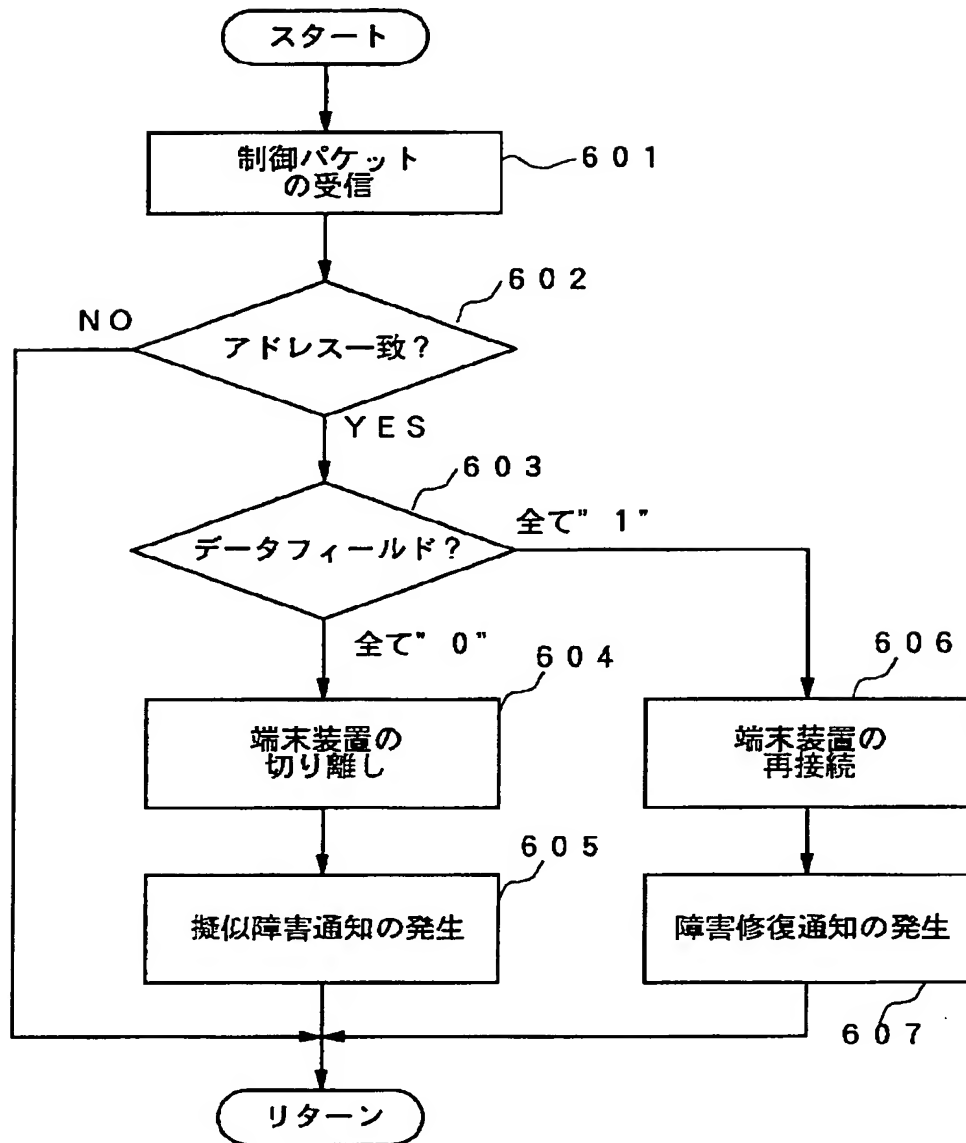 スタート
制御パケット
の受信
601
602
NO
アドレス一致?
YES
603
全て"1"
データフィールド?
全て"0"
604
606
端末装置の
切り離し
端末装置の
再接続
605
擬似障害通知の発生
障害修復通知の発生
607
リターン